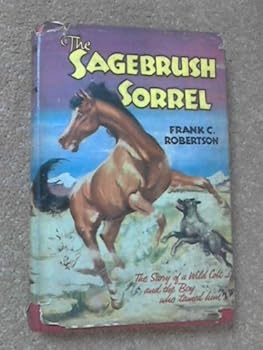 The
SAGEBRUSH
SORREL
FRANK C.
ROBERTSON
The Story of a Wild Colt
and the Boy
who tamed him